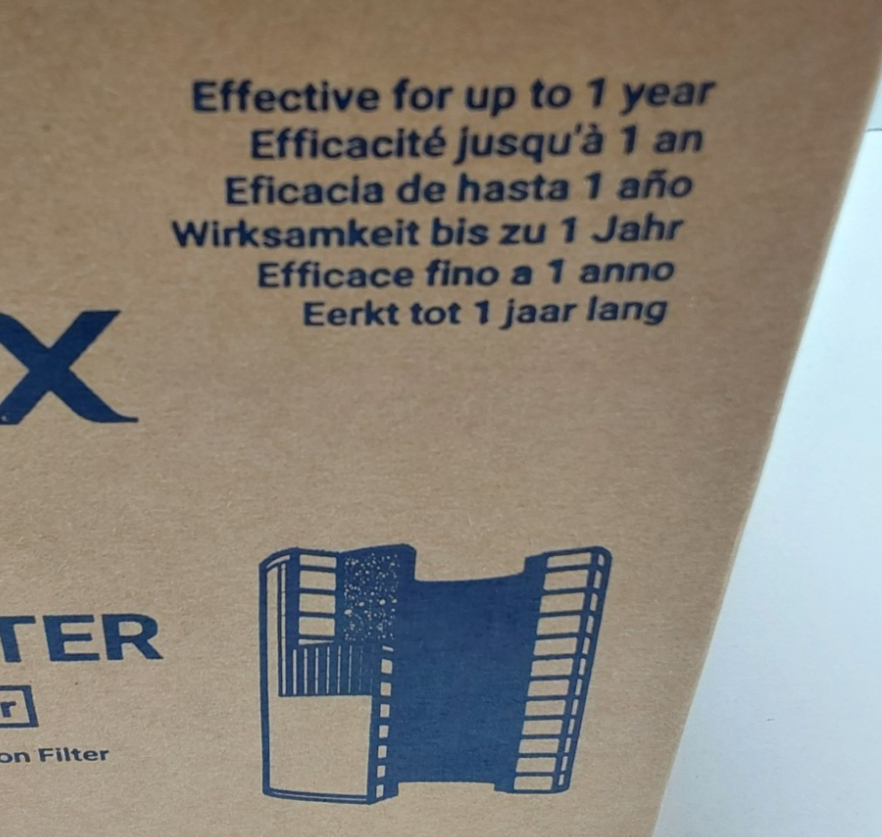 Effective for up to 1 year
Efficacité jusqu'à 1 an
Eficacia de hasta 1 año
Wirksamkeit bis zu 1 Jahr
Efficace fino a 1 anno
Eerkt tot 1 jaar lang
X
TER
r
on Filter